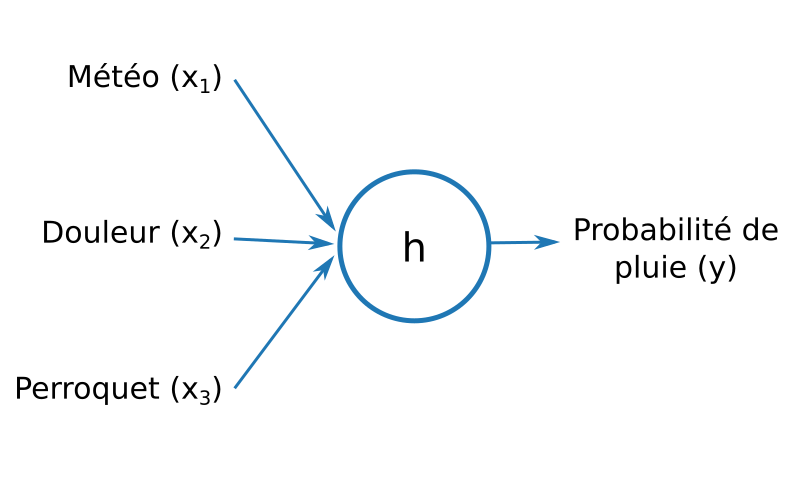 Météo (x₁)
Douleur (x₂)
Perroquet (x₃)
h
Probabilité de
pluie (y)